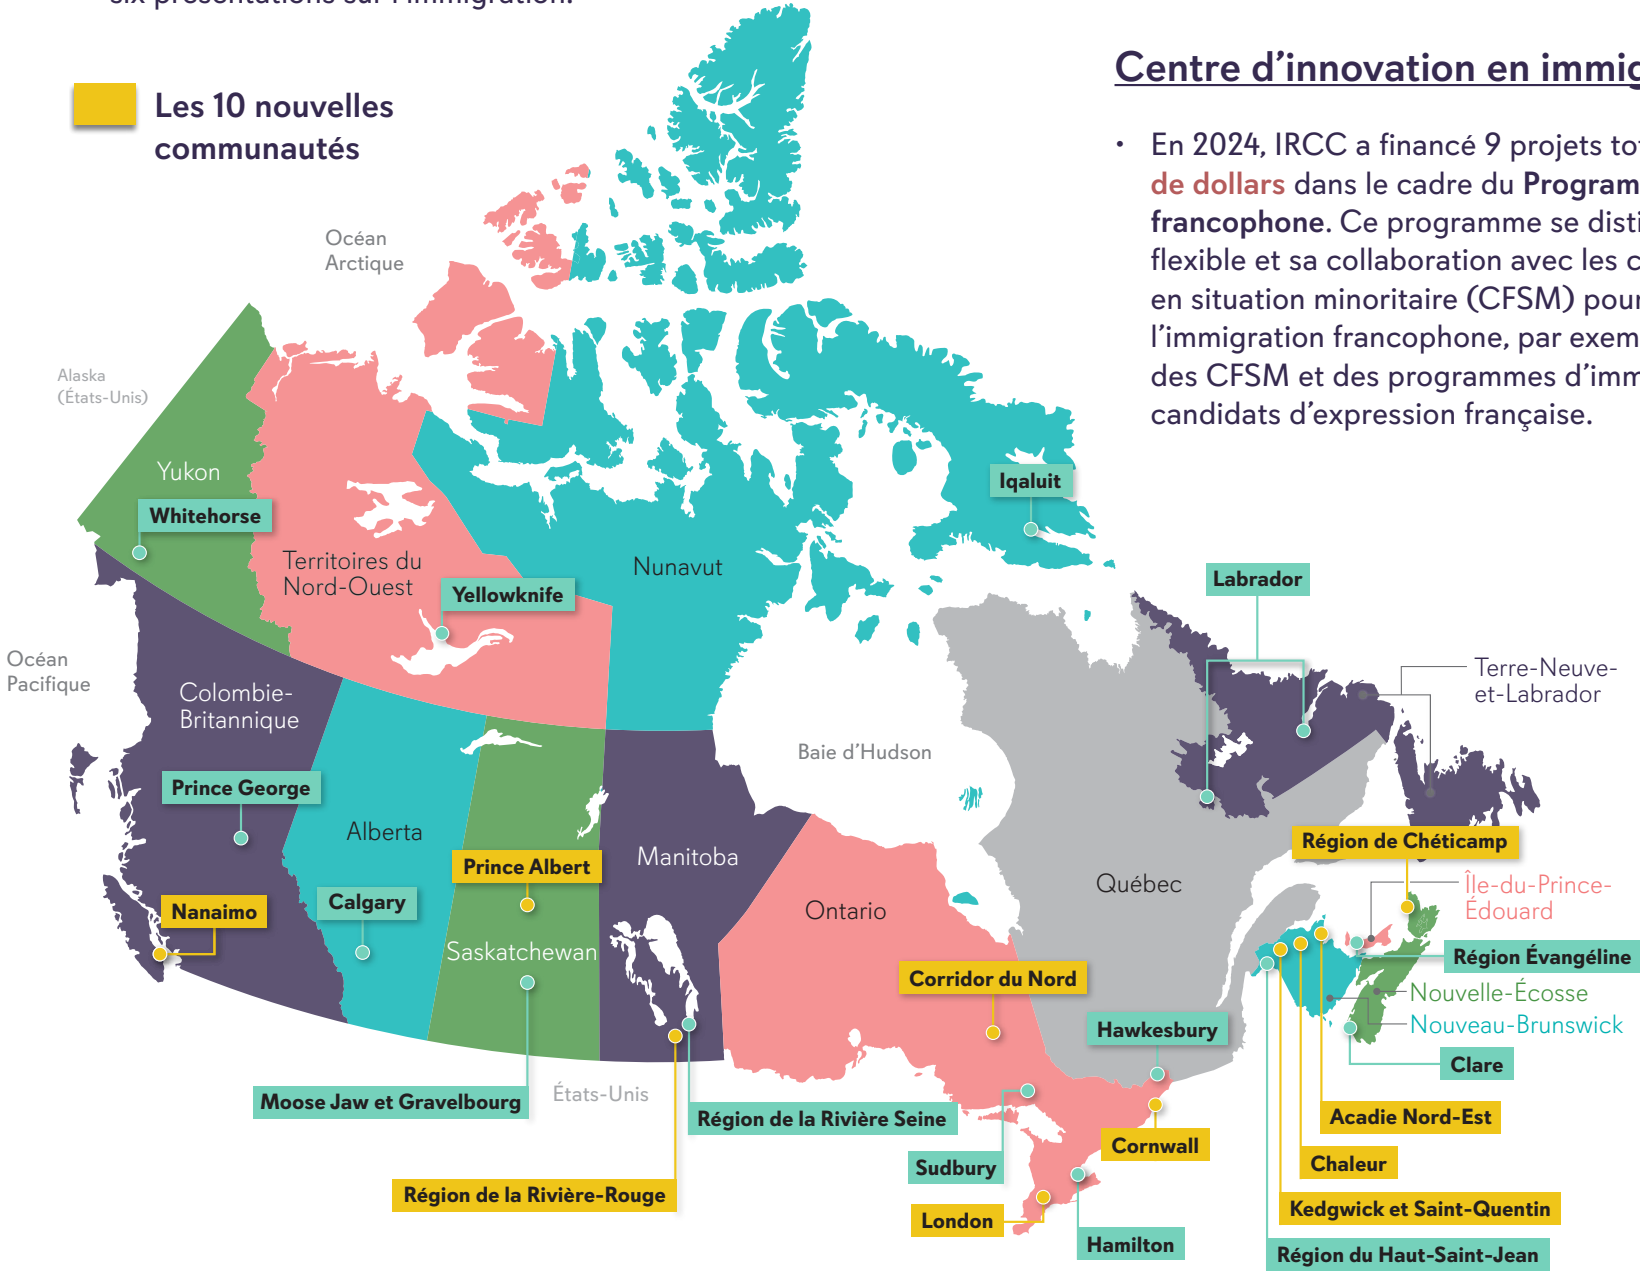 six présentations sur l'immigration.
Les 10 nouvelles
communautés
Centre d'innovation en immig
• En 2024, IRCC a financé 9 projets tot
de dollars dans le cadre du Program
francophone. Ce programme se disti
flexible et sa collaboration avec les c
en situation minoritaire (CFSM) pour
l'immigration francophone, par exem
des CFSM et des programmes d'imm
candidats d'expression française.
Océan
Arctique
Alaska
(États-Unis)
Yukon
Whitehorse
Territoires du
Nord-Ouest
Yellowknife
Nunavut
Iqaluit
Labrador
Terre-Neuve-
et-Labrador
Océan
Pacifique
Colombie-
Britannique
Prince George
Nanaimo
Alberta
Calgary
Prince Albert
Saskatchewan
Moose Jaw et Gravelbourg
Manitoba
Baie d'Hudson
Ontario
Québec
Région de Chéticamp
Île-du-Prince-
Édouard
Région Évangéline
Nouvelle-Écosse
Nouveau-Brunswick
Clare
Corridor du Nord
Hawkesbury
États-Unis
Région de la Rivière Seine
Région de la Rivière-Rouge
Sudbury
Cornwall
London
Hamilton
Acadie Nord-Est
Chaleur
Kedgwick et Saint-Quentin
Région du Haut-Saint-Jean